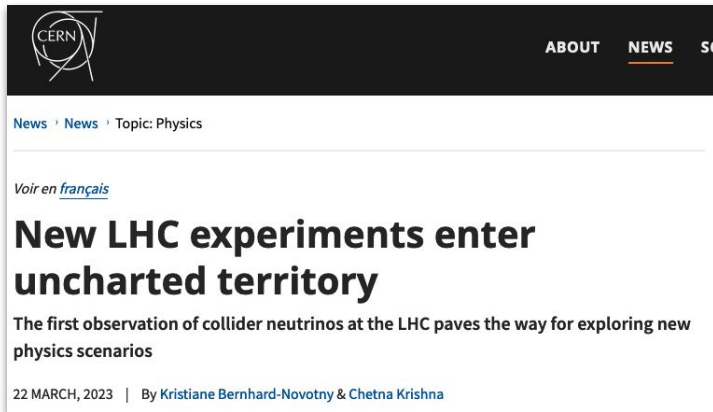 CERN
ABOUT NEWS
News › News › Topic: Physics
Voir en français
New LHC experiments enter
uncharted territory
The first observation of collider neutrinos at the LHC paves the way for exploring new
physics scenarios
22 MARCH, 2023 | By Kristiane Bernhard-Novotny & Chetna Krishna